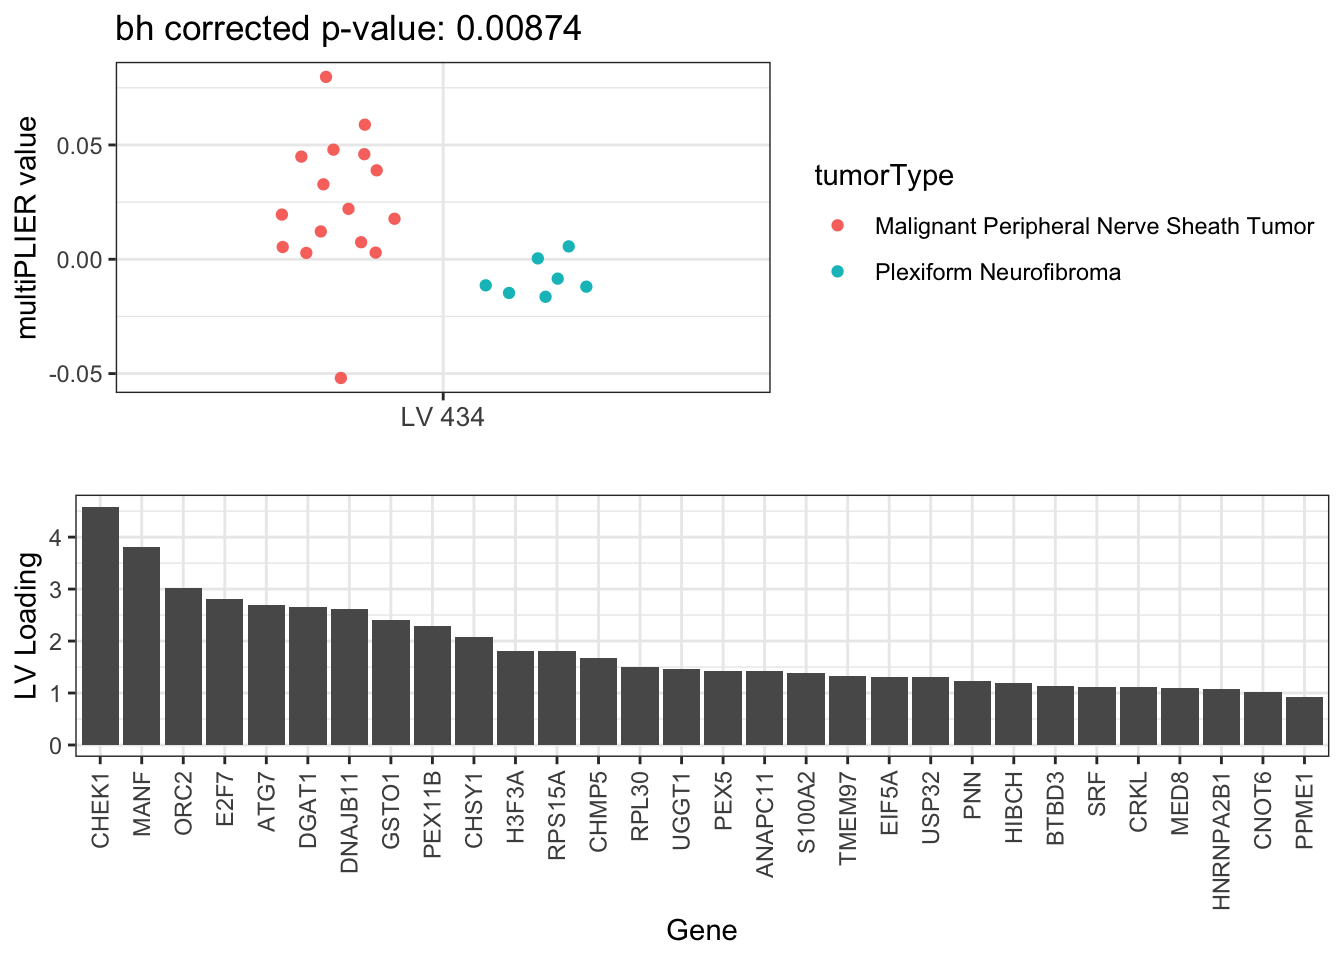 bh corrected p-value: 0.00874
multiPLIER value
0.05
0.00
-0.05
LV 434
tumorType
Malignant Peripheral Nerve Sheath Tumor
Plexiform Neurofibroma
LV Loading
4
3
2
1
0
CHEK1
MANF
ORC2
E2F7
ATG7
DGAT1
DNAJB11
GSTO1
PEX11B
CHSY1
H3F3A
RPS15A
CHMP5
RPL30
UGGT1
PEX5
ANAPC11
S100A2
TMEM97
EIF5A
USP32
PNN
HIBCH
BTBD3
SRF
CRKL
MED8
HNRNPA2B1
CNOT6
PPME1
Gene